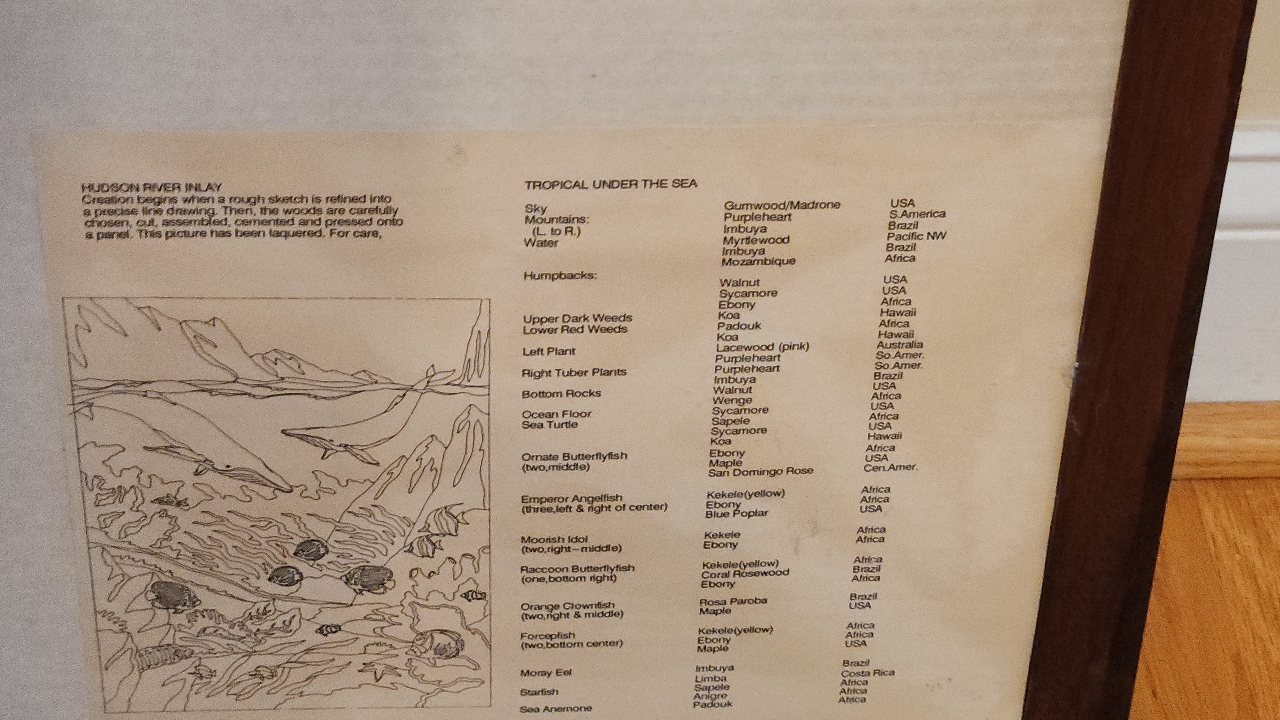 HUDSON RIVER INLAY
Creation begins when a rough sketch is refined into
a precise line drawing. Then, the woods are carefully
chosen, cut, assembled, cemented and pressed onto
a panel. This picture has been laquered. For care,
TROPICAL UNDER THE SEA
Sky Gumwood/Madrone USA
Mountains: Purpleheart S.America
(L. to R.) Imbuya Brazil
Water Myrtlewood Pacific NW
Imbuya Brazil
Mozambique Africa
Humpbacks: Walnut USA
Sycamore USA
Ebony Africa
Upper Dark Weeds Koa Hawaii
Lower Red Weeds Padouk Africa
Koa Hawaii
Left Plant Lacewood (pink) Australia
Purpleheart So.Amer.
Right Tuber Plants Purpleheart So.Amer.
Imbuya Brazil
Bottom Rocks Walnut USA
Wenge Africa
Ocean Floor Sycamore USA
Sea Turtle Sapele Africa
Sycamore USA
Koa Hawaii
Ornate Butterflyfish Ebony Africa
(two,middle) Maple USA
San Domingo Rose Cen.Amer.
Emperor Angelfish Kekele(yellow) Africa
(three,left & right of center) Ebony Africa
Blue Poplar USA
Moorish Idol Kekele Africa
(two,right-middle) Ebony Africa
Raccoon Butterflyfish Kekele(yellow) Africa
(one,bottom right) Coral Rosewood Brazil
Ebony Africa
Orange Clownfish Rosa Paroba Brazil
(two,right & middle) Maple USA
Forcepfish Kekele(yellow) Africa
(two,bottom center) Ebony Africa
Maple USA
Moray Eel Imbuya Brazil
Limba Costa Rica
Starfish Sapele Africa
Anigre Africa
Sea Anemone Padouk Africa